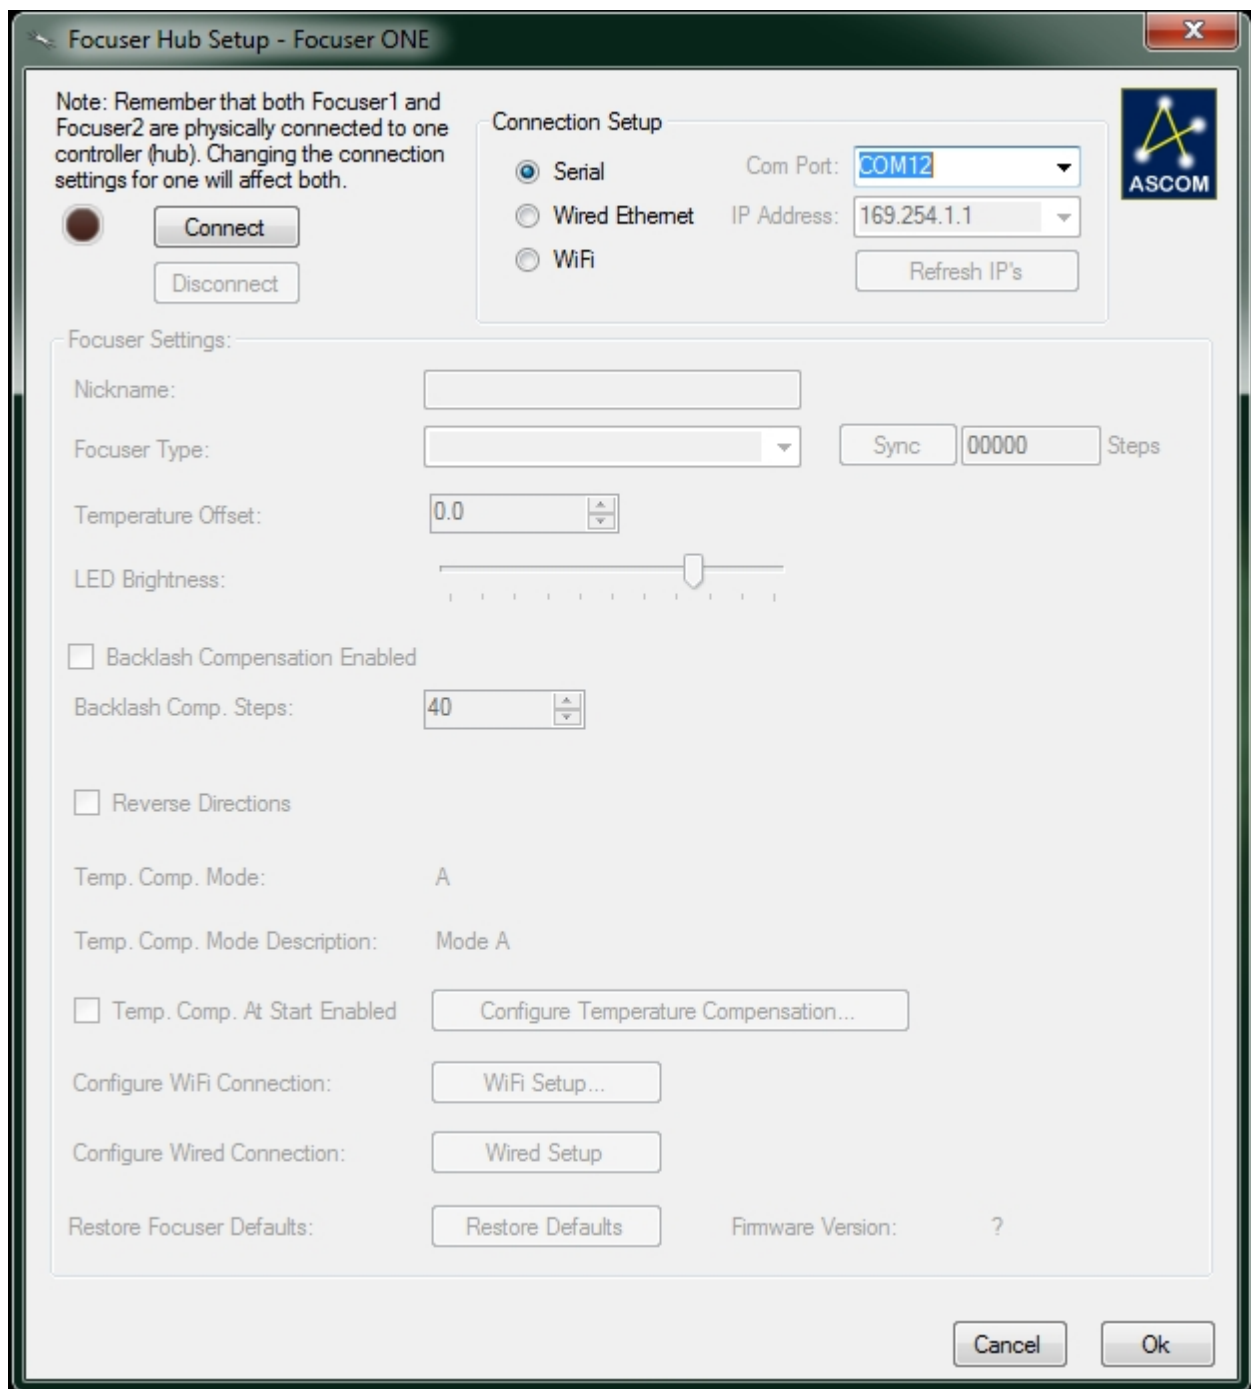 Focuser Hub Setup - Focuser ONE
Note: Remember that both Focuser1 and
Focuser2 are physically connected to one
controller (hub). Changing the connection
settings for one will affect both.
Connect
Disconnect
Connection Setup
Serial
Com Port:
COM12
Wired Ethernet
IP Address:
169.254.1.1
WiFi
Refresh IP's
ASCOM
Focuser Settings:
Nickname:
Focuser Type:
Sync
00000
Steps
Temperature Offset:
0.0
LED Brightness:
Backlash Compensation Enabled
Backlash Comp. Steps:
40
Reverse Directions
Temp. Comp. Mode:
A
Temp. Comp. Mode Description:
Mode A
Temp. Comp. At Start Enabled
Configure Temperature Compensation...
Configure WiFi Connection:
WiFi Setup...
Configure Wired Connection:
Wired Setup
Restore Focuser Defaults:
Restore Defaults
Firmware Version:
?
Cancel
Ok